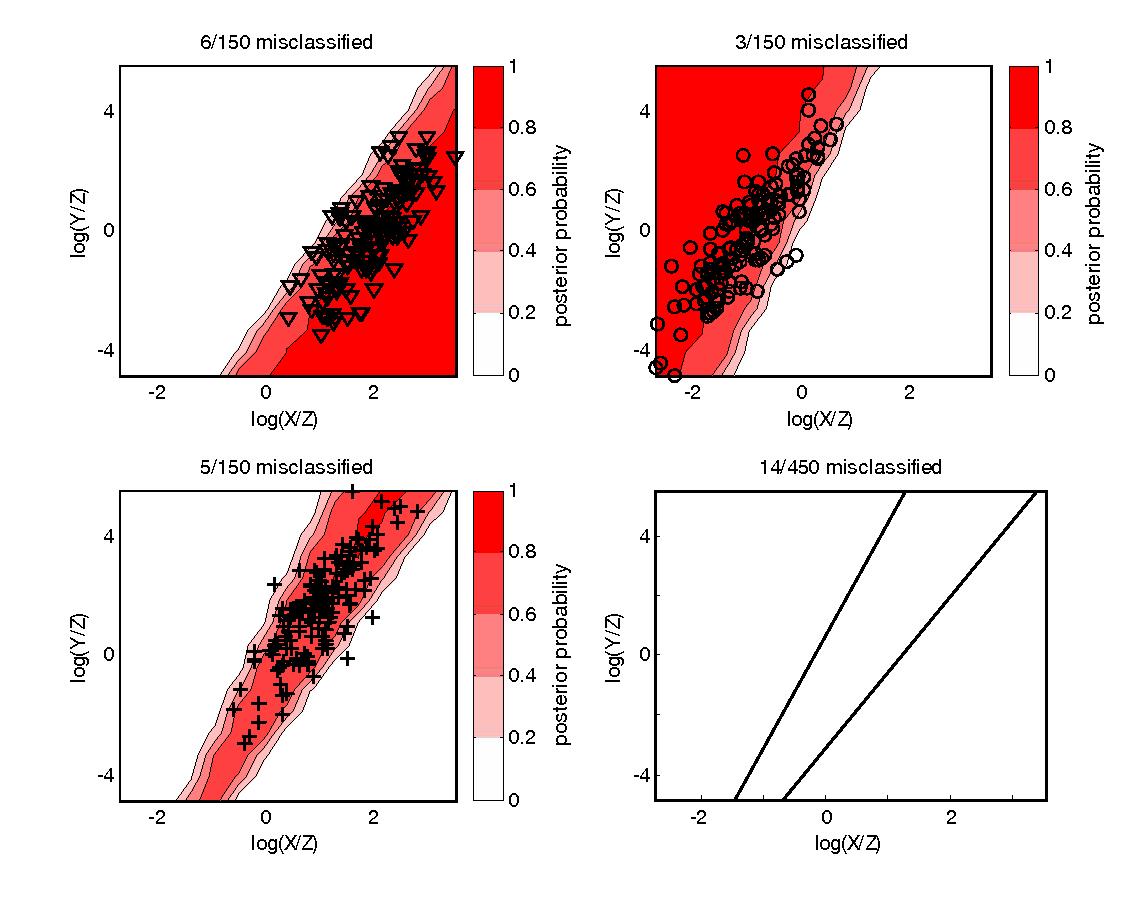 6/150 misclassified
4
0
-4
-2 0 2
log(X/Z)
log(Y/Z)
1
0.8
0.6
0.4
0.2
0
posterior probability
3/150 misclassified
4
0
-4
-2 0 2
log(X/Z)
log(Y/Z)
1
0.8
0.6
0.4
0.2
0
posterior probability
5/150 misclassified
4
0
-4
-2 0 2
log(X/Z)
log(Y/Z)
1
0.8
0.6
0.4
0.2
0
posterior probability
14/450 misclassified
4
0
-4
-2 0 2
log(X/Z)
log(Y/Z)